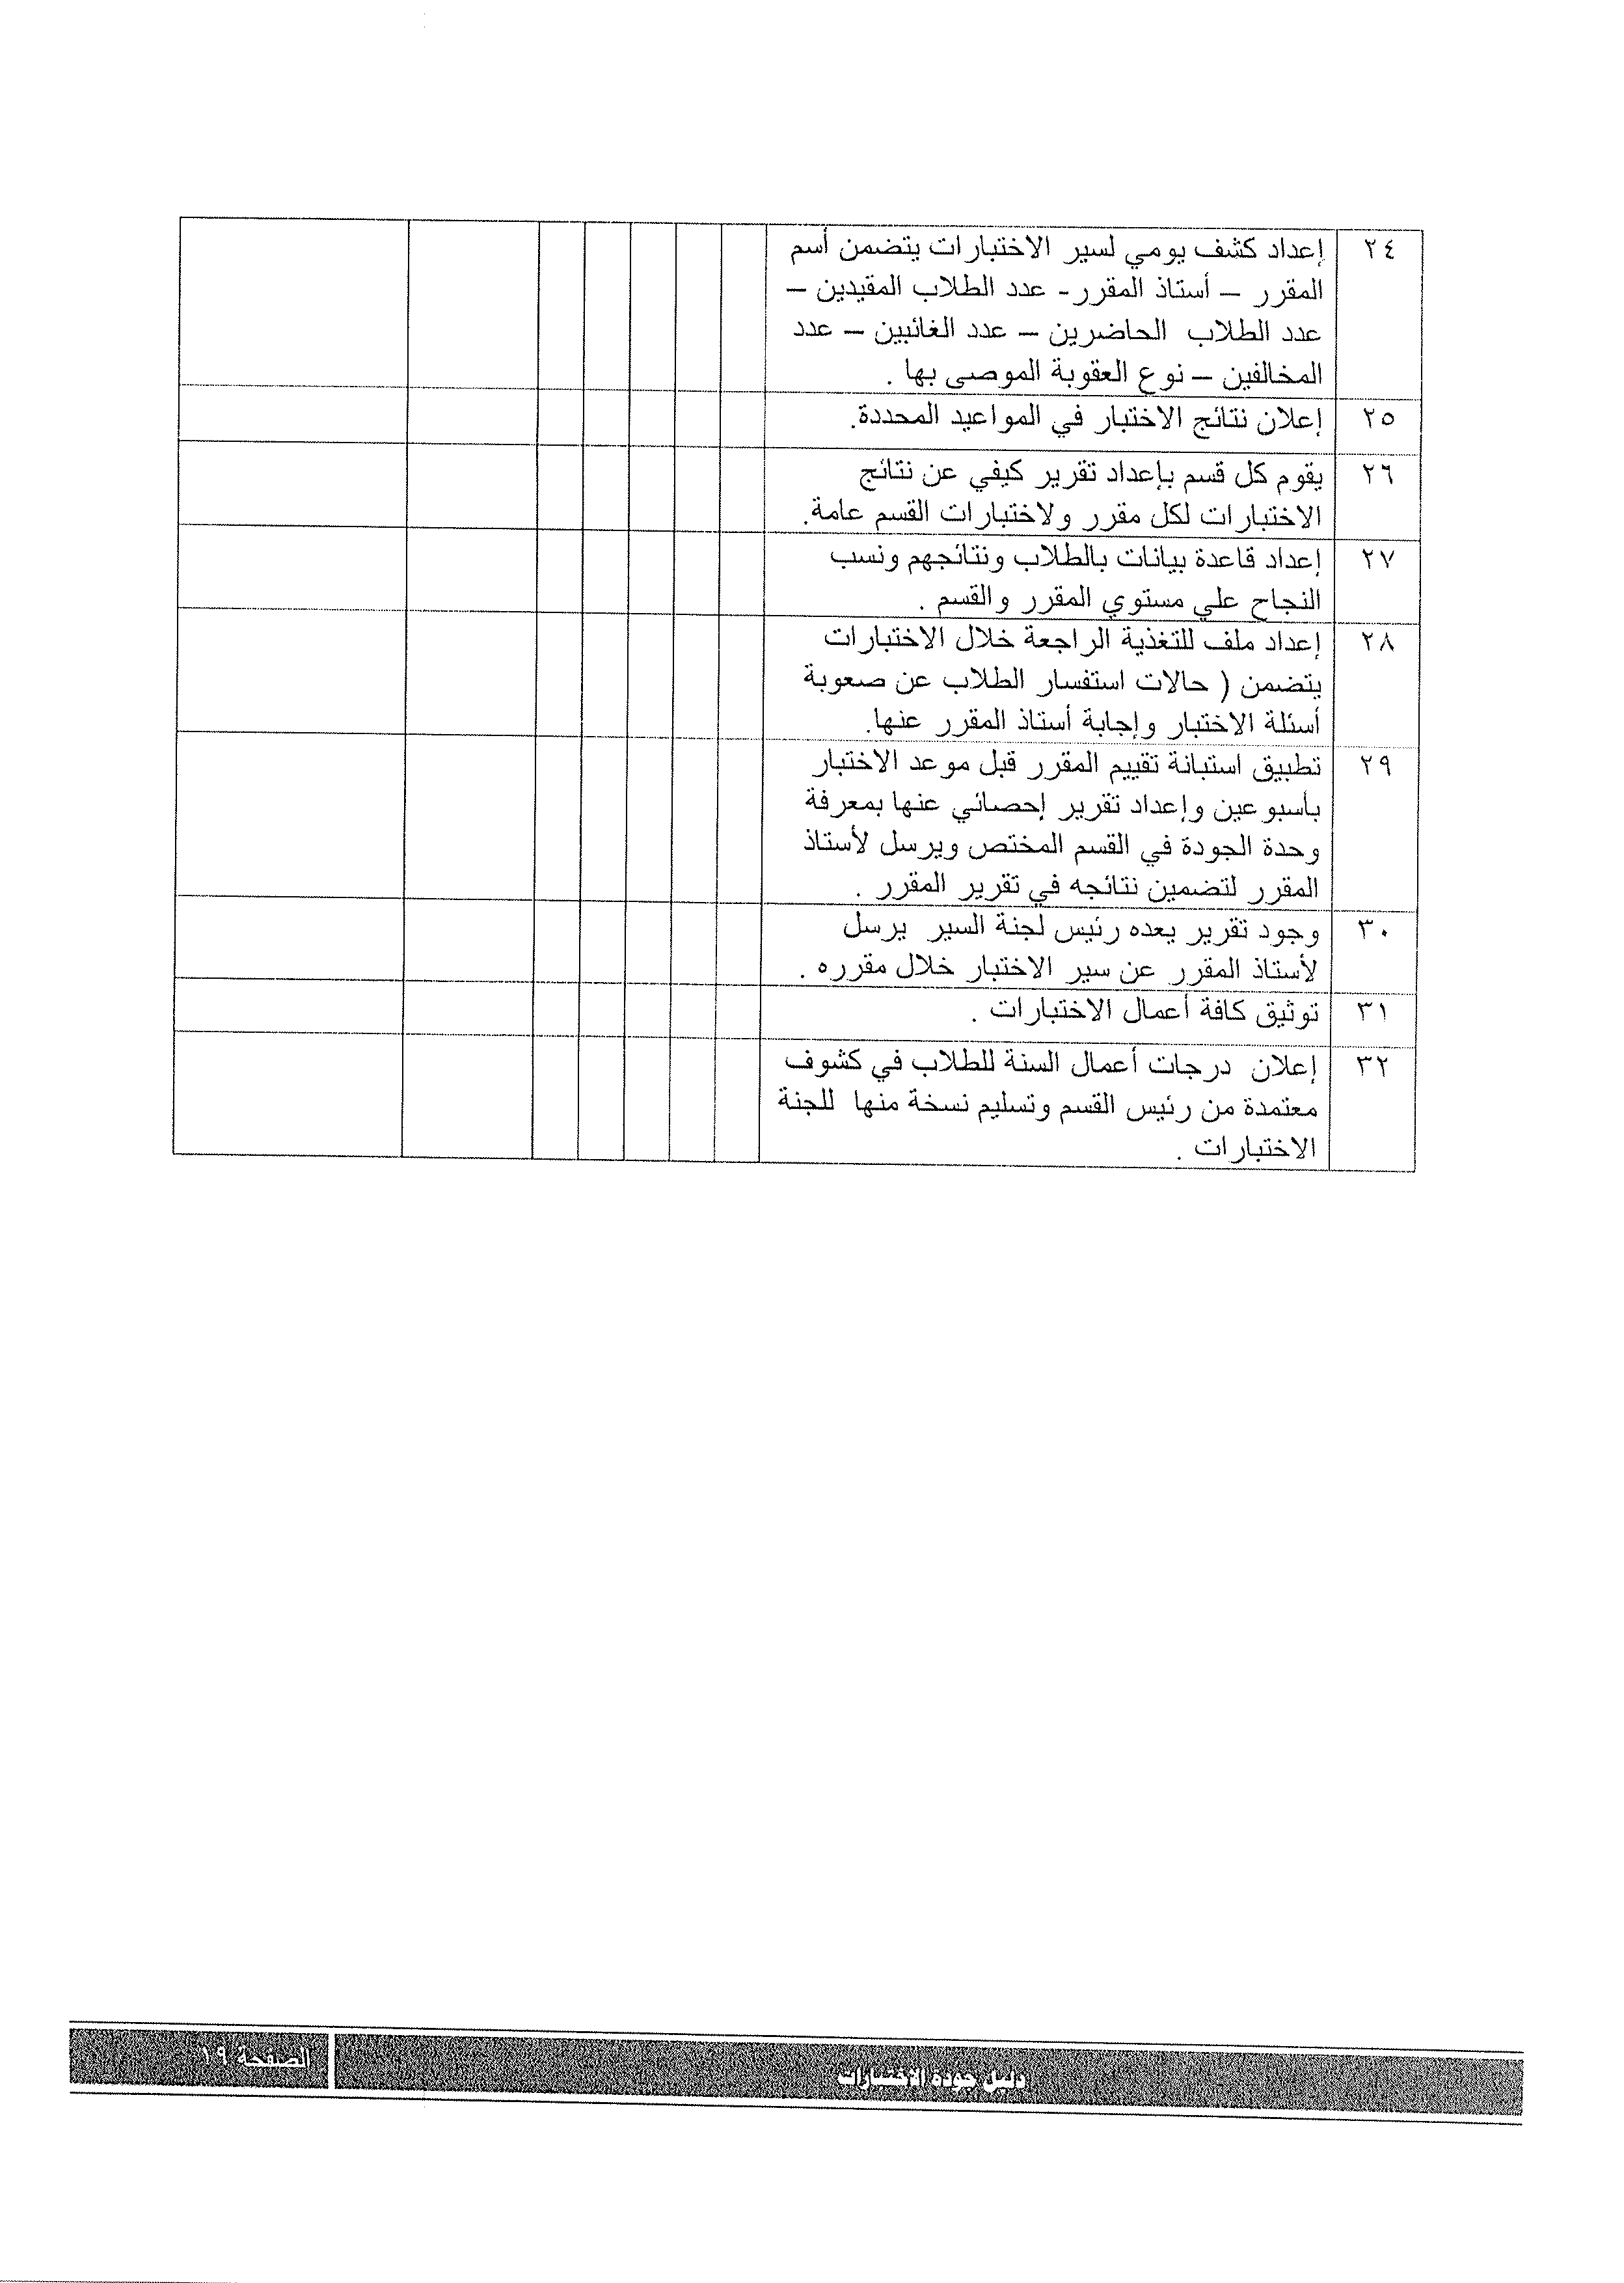 ٢٤ إعداد كشف يومي لسير الاختبارات يتضمن أسم
المقرر – أستاذ المقرر- عدد الطلاب المقيدين –
عدد الطلاب الحاضرين – عدد الغائبين – عدد
المخالفين – نوع العقوبة الموصى بها .
٢٥ إعلان نتائج الاختبار في المواعيد المحددة.
٢٦ يقوم كل قسم بإعداد تقرير كيفي عن نتائج
الاختبارات لكل مقرر ولاختبارات القسم عامة.
٢٧ إعداد قاعدة بيانات بالطلاب ونتائجهم ونسب
النجاح علي مستوي المقرر والقسم .
٢٨ إعداد ملف للتغذية الراجعة خلال الاختبارات
يتضمن ( حالات استفسار الطلاب عن صعوبة
أسئلة الاختبار وإجابة أستاذ المقرر عنها.
٢٩ تطبيق استبانة تقييم المقرر قبل موعد الاختبار
بأسبوعين وإعداد تقرير إحصائي عنها بمعرفة
وحدة الجودة في القسم المختص ويرسل لأستاذ
المقرر لتضمين نتائجه في تقرير المقرر .
٣٠ وجود تقرير يعده رئيس لجنة السير يرسل
لأستاذ المقرر عن سير الاختبار خلال مقرره .
٣١ توثيق كافة أعمال الاختبارات .
٣٢ إعلان درجات أعمال السنة للطلاب في كشوف
معتمدة من رئيس القسم وتسليم نسخة منها للجنة
الاختبارات .
دليل جودة الاختبارات
الصفحة ١٩